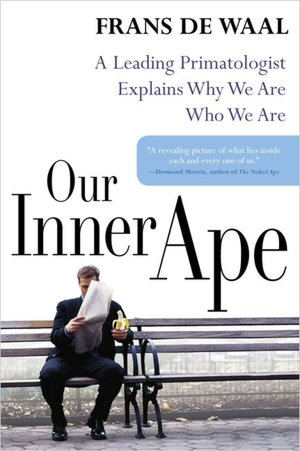 FRANS DE WAAL
A Leading Primatologist
Explains Why We Are
Who We Are
“A revealing picture of what lies inside
each and every one of us.”
—Desmond Morris, author of The Naked Ape
Our
Inner Ape